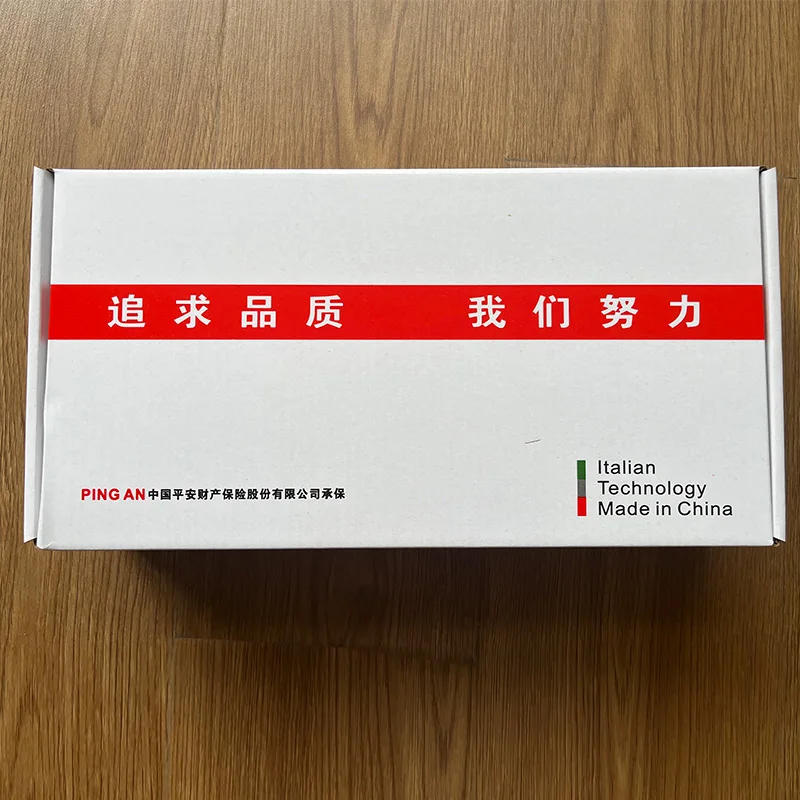 追求品质 我们努力
PING AN中国平安财产保险股份有限公司承保
Italian
Technology
Made in China